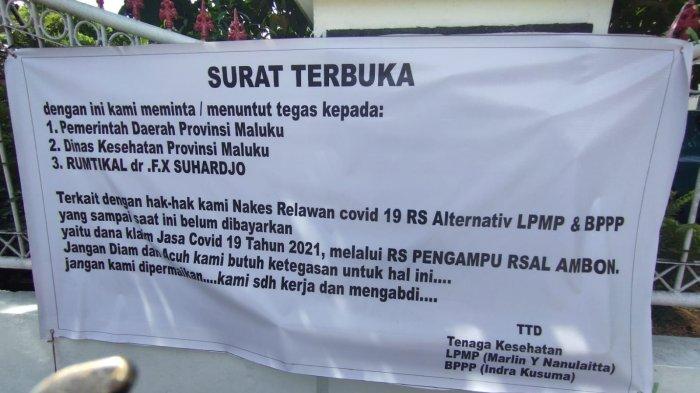 SURAT TERBUKA
dengan ini kami meminta / menuntut tegas kepada:
1. Pemerintah Daerah Provinsi Maluku
2. Dinas Kesehatan Provinsi Maluku
3. RUMTIKAL dr .F.X SUHARDJO
Terkait dengan hak-hak kami Nakes Relawan covid 19 RS Alternativ LPMP & BPPP
yang sampai saat ini belum dibayarkan
yaitu dana klaim Jasa Covid 19 Tahun 2021, melalui RS PENGAMPU RSAL AMBON.
Jangan Diam dan Acuh kami butuh ketegasan untuk hal ini....
jangan kami dipermaikan....kami sdh kerja dan mengabdi....
TTD
Tenaga Kesehatan
LPMP (Marlin Y Nanulaitta)
BPPP (Indra Kusuma)